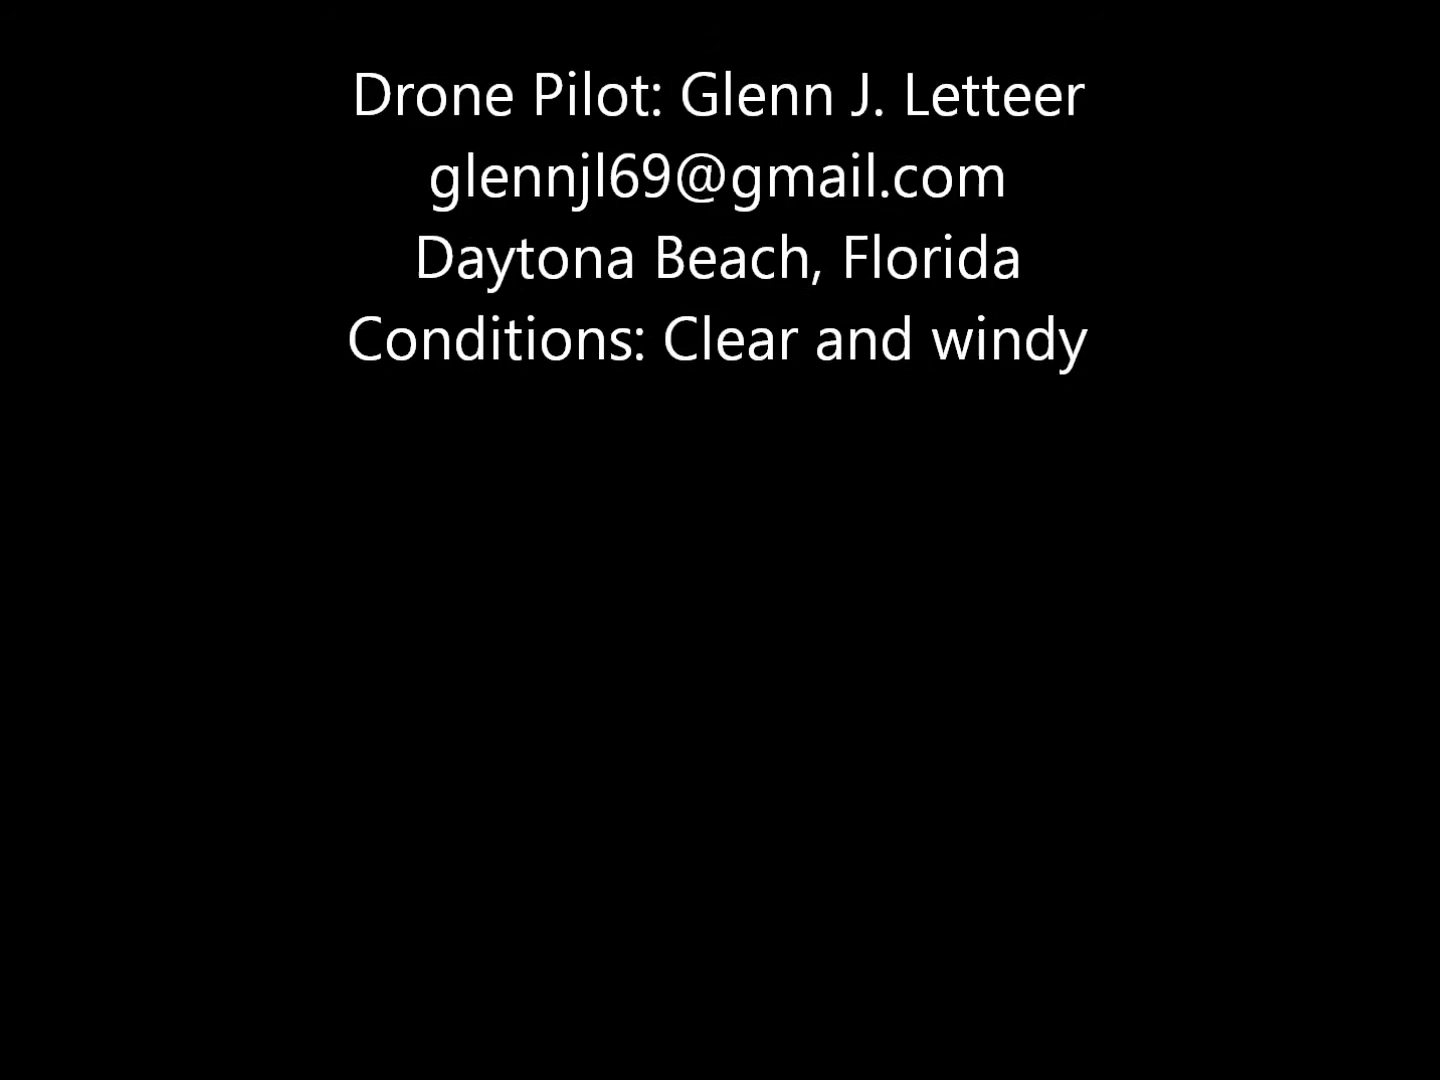 Drone Pilot: Glenn J. Letteer
glennjl69@gmail.com
Daytona Beach, Florida
Conditions: Clear and windy